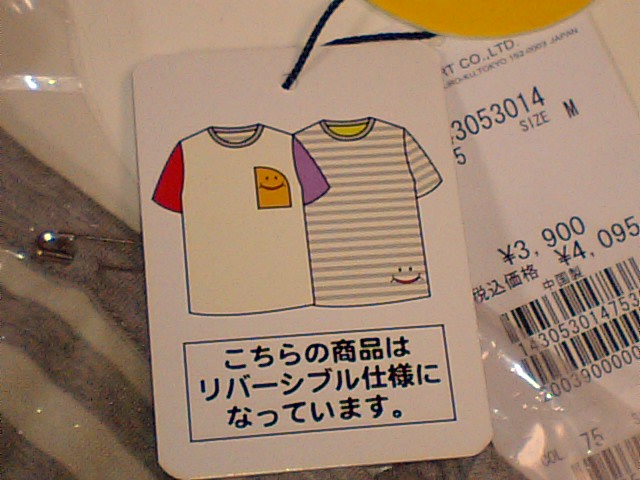 こちらの商品は
リバーシブル仕様に
なっています。
RT CO.,LTD.
TOKYO 152-0003 JAPAN
3053014
SIZE M
5
¥3,900
税込価格 ¥4,095
中国製
COL 75